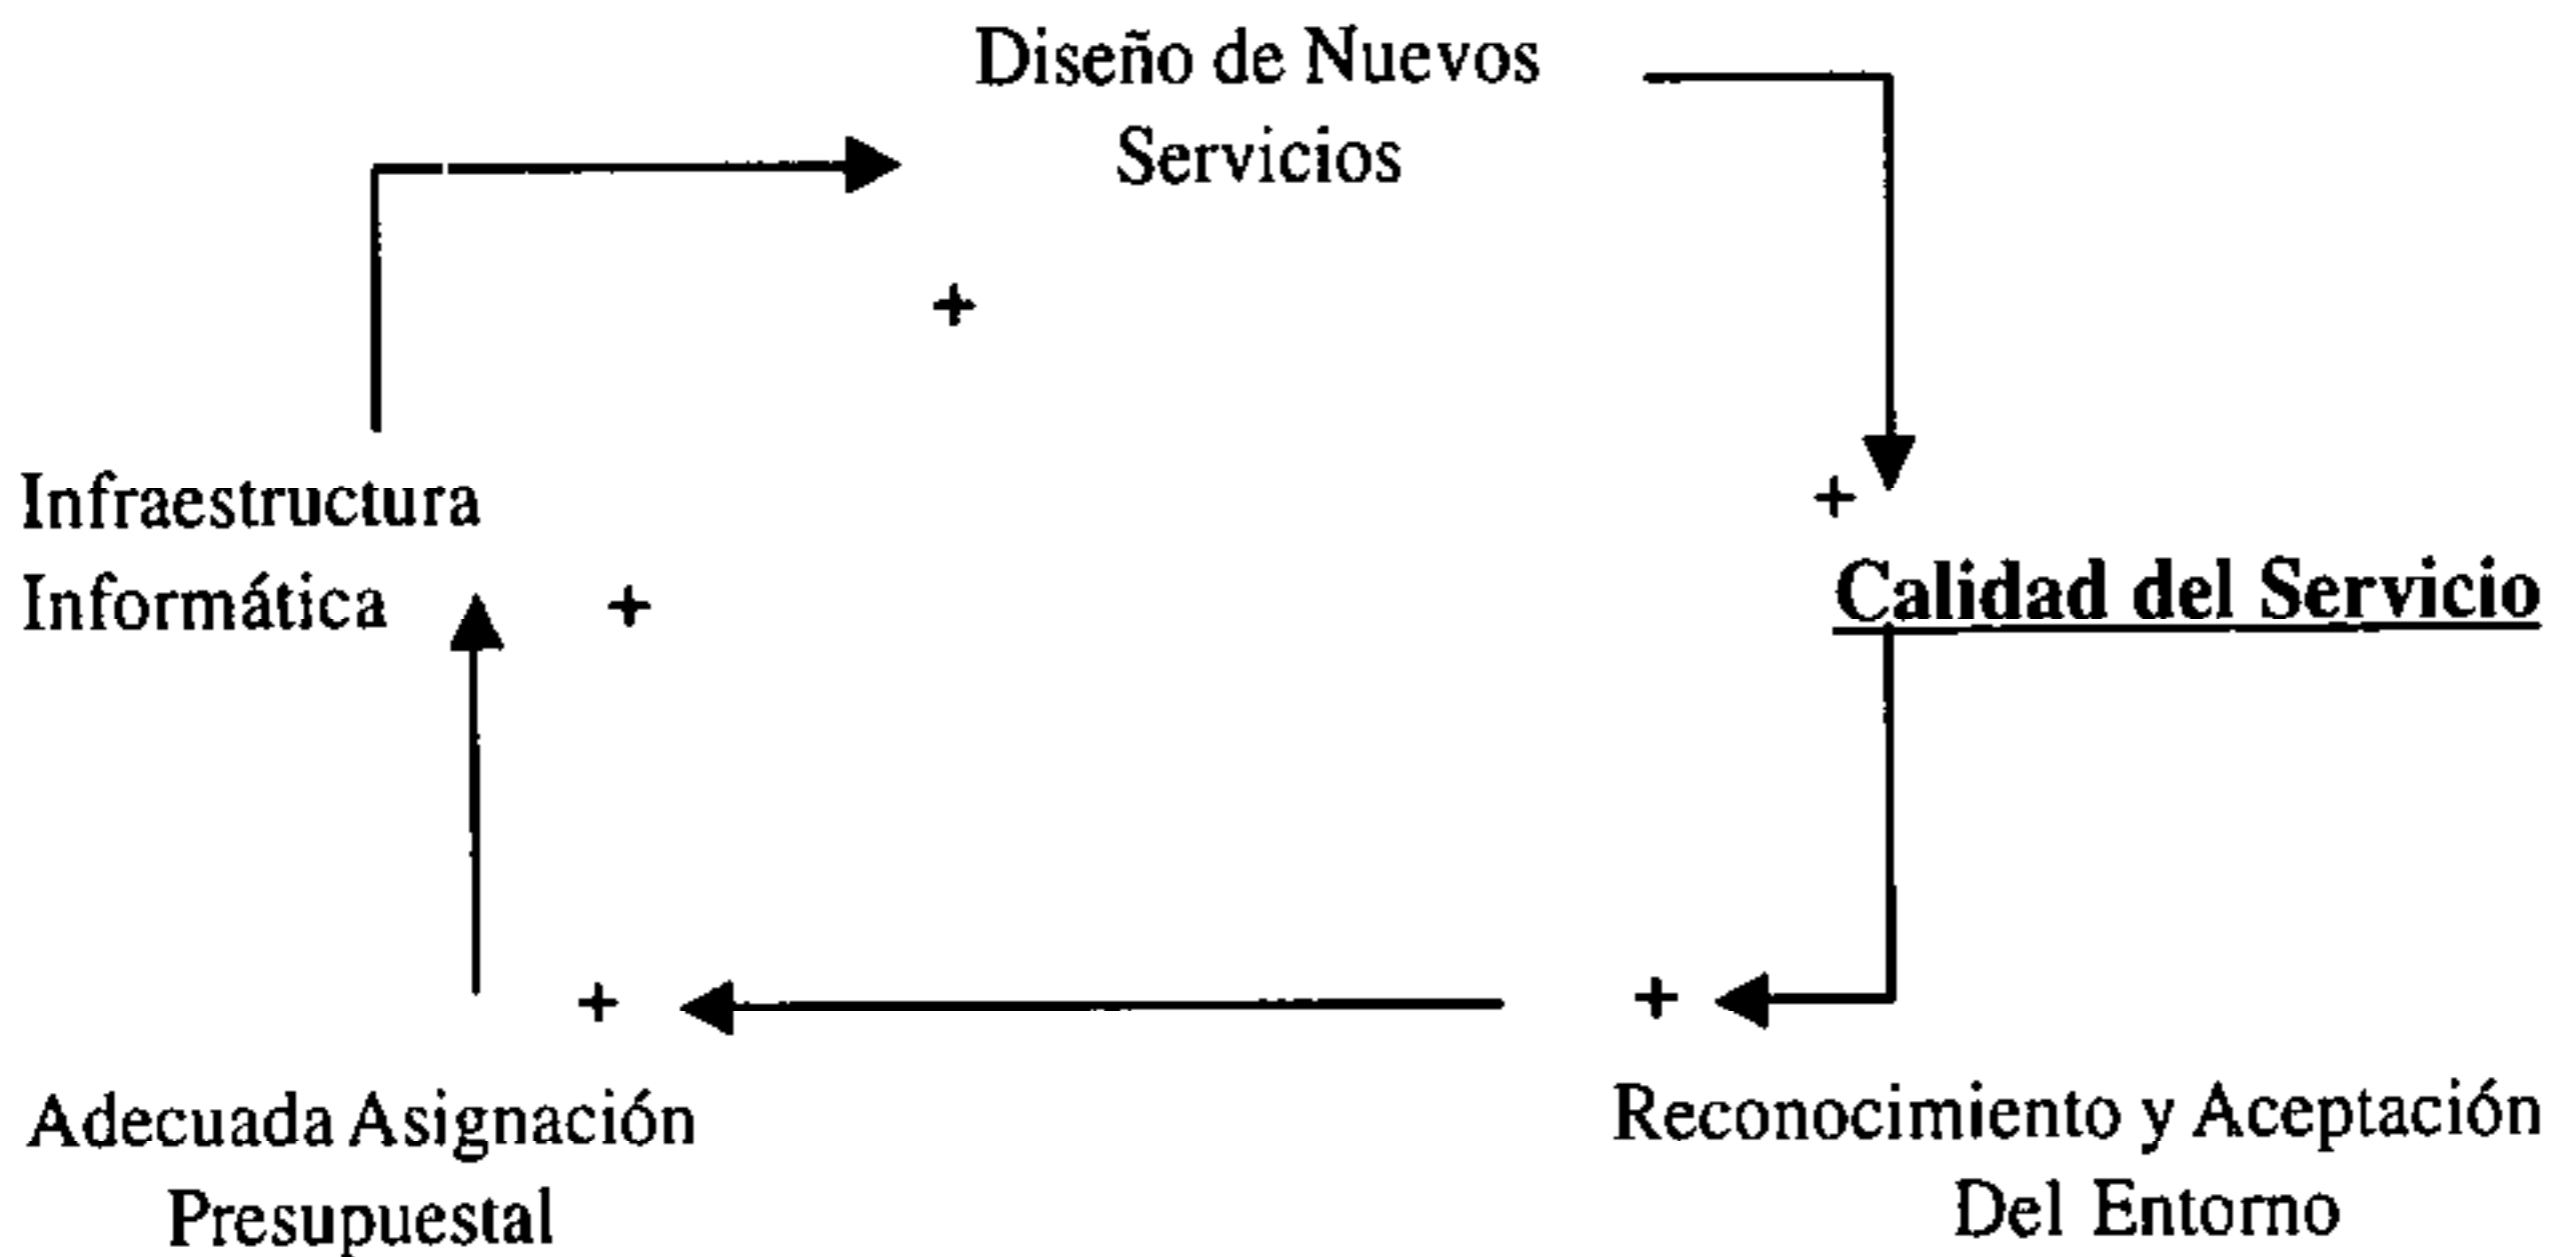 Diseño de Nuevos
Servicios
+
Infraestructura
Informática
+
+
Calidad del Servicio
+
+
Adecuada Asignación
Presupuestal
Reconocimiento y Aceptación
Del Entorno